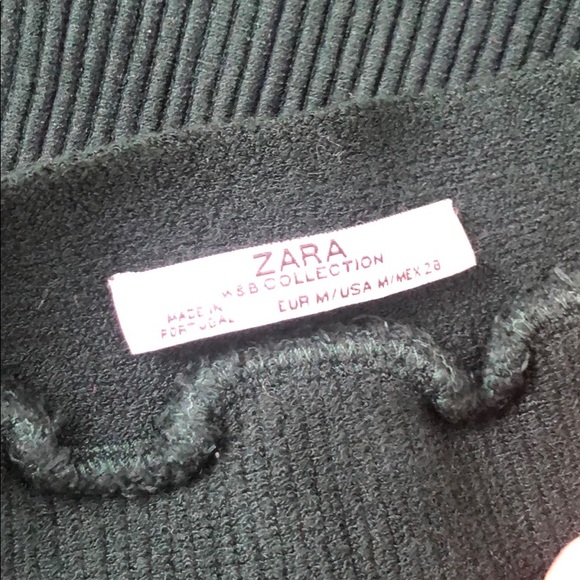 ZARA
W&B COLLECTION
MADE IN
PORTUGAL
EUR M/USA M/MEX 28